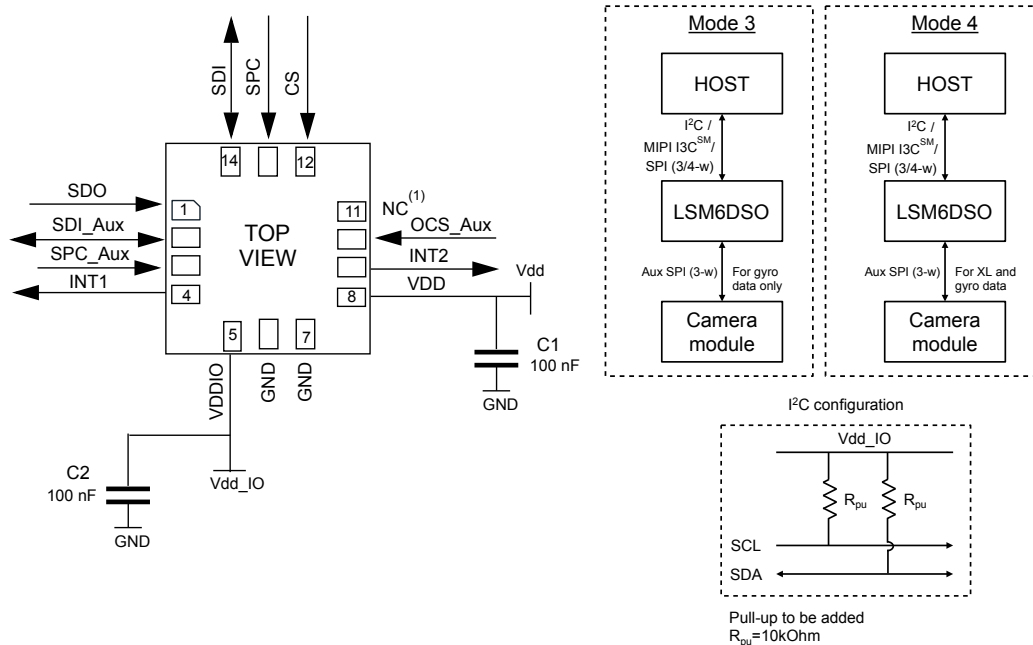 SDI
SPC
CS
14
12
SDO
SDI_Aux
SPC_Aux
INT1
1
4
TOP
VIEW
11
8
NC(1)
OCS_Aux
INT2
VDD
Vdd
C1
100 nF
GND
5
7
VDDIO
GND
GND
C2
100 nF
GND
Vdd_IO
Mode 3
HOST
I²C /
MIPI I3C^SM/
SPI (3/4-w)
LSM6DSO
Aux SPI (3-w)
For gyro
data only
Camera
module
Mode 4
HOST
I²C /
MIPI I3C^SM/
SPI (3/4-w)
LSM6DSO
Aux SPI (3-w)
For XL and
gyro data
Camera
module
I²C configuration
Vdd_IO
Rpu
Rpu
SCL
SDA
Pull-up to be added
Rpu=10kOhm